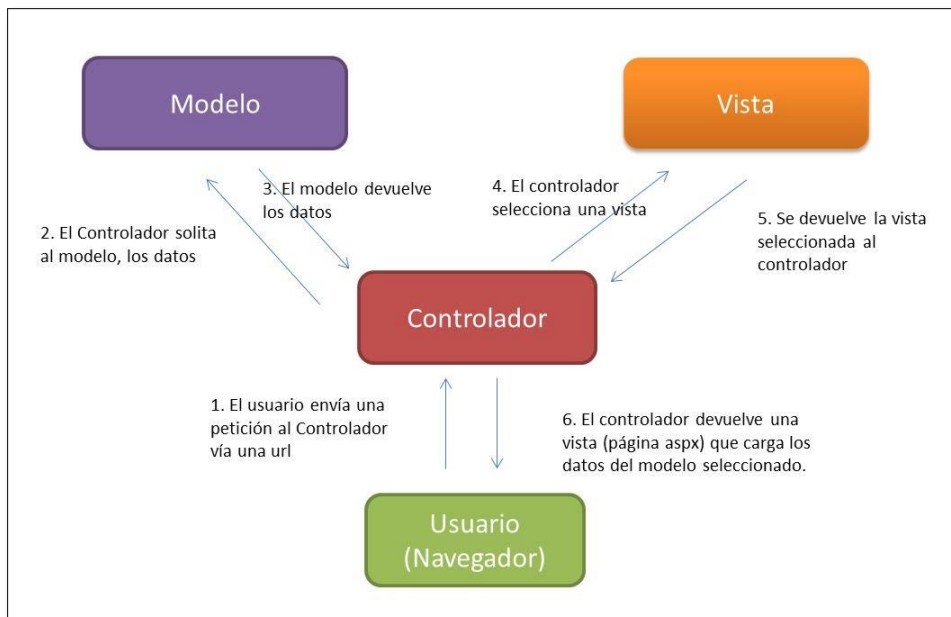 Modelo
Vista
3. El modelo devuelve
los datos
4. El controlador
selecciona una vista
2. El Controlador solita
al modelo, los datos
5. Se devuelve la vista
seleccionada al
controlador
Controlador
1. El usuario envía una
petición al Controlador
vía una url
6. El controlador devuelve una
vista (página aspx) que carga los
datos del modelo seleccionado.
Usuario
(Navegador)